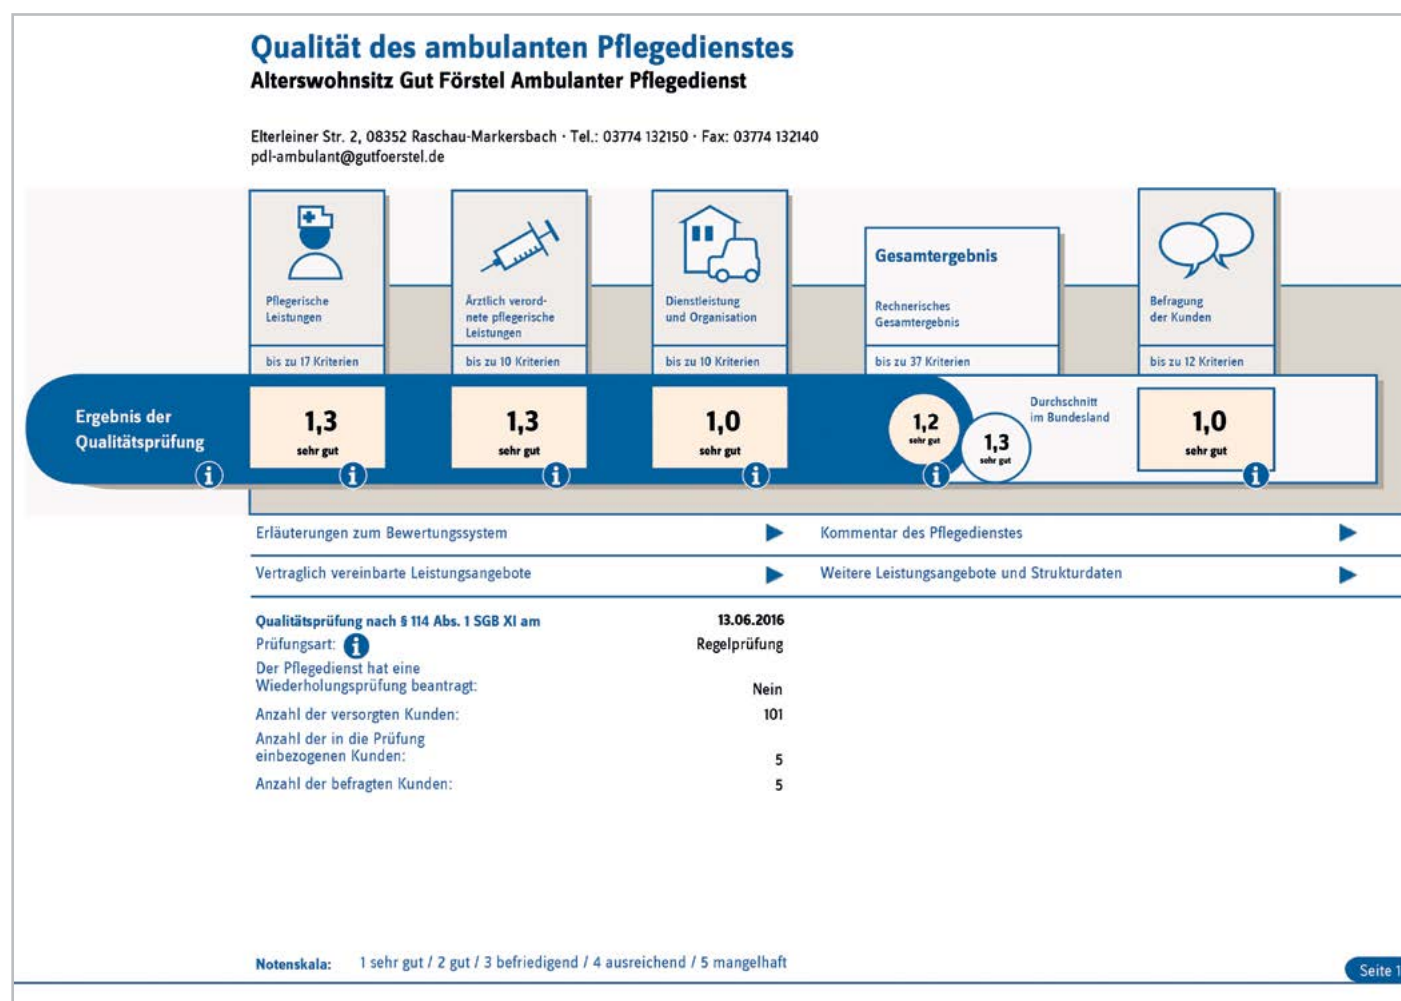 Qualität des ambulanten Pflegedienstes
Alterswohnsitz Gut Förstel Ambulanter Pflegedienst
Elterleiner Str. 2, 08352 Raschau-Markersbach · Tel.: 03774 132150 · Fax: 03774 132140
pdl-ambulant@gutfoerstel.de
Pflegerische
Leistungen
bis zu 17 Kriterien
Ärztlich verord-
nete pflegerische
Leistungen
bis zu 10 Kriterien
Dienstleistung
und Organisation
bis zu 10 Kriterien
Gesamtergebnis
Rechnerisches
Gesamtergebnis
bis zu 37 Kriterien
Befragung
der Kunden
bis zu 12 Kriterien
Ergebnis der
Qualitätsprüfung
i
1,3
sehr gut
i
1,3
sehr gut
i
1,0
sehr gut
i
1,2
sehr gut
i
1,3
sehr gut
Durchschnitt
im Bundesland
1,0
sehr gut
i
Erläuterungen zum Bewertungssystem
Kommentar des Pflegedienstes
Vertraglich vereinbarte Leistungsangebote
Weitere Leistungsangebote und Strukturdaten
Qualitätsprüfung nach § 114 Abs. 1 SGB XI am 13.06.2016
Prüfungsart: i Regelprüfung
Der Pflegedienst hat eine
Wiederholungsprüfung beantragt: Nein
Anzahl der versorgten Kunden: 101
Anzahl der in die Prüfung
einbezogenen Kunden: 5
Anzahl der befragten Kunden: 5
Notenskala: 1 sehr gut / 2 gut / 3 befriedigend / 4 ausreichend / 5 mangelhaft
Seite 1